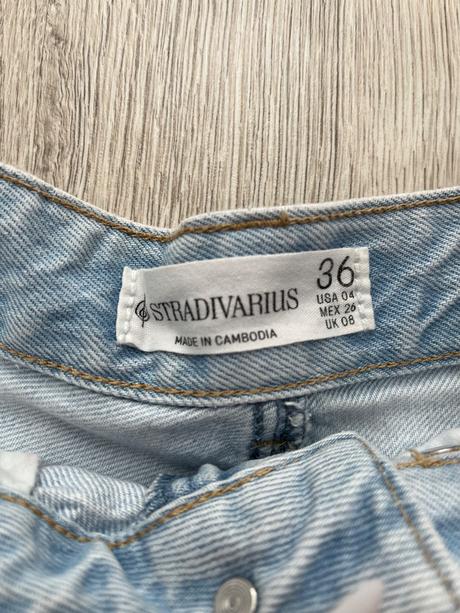 STRADIVARIUS
MADE IN CAMBODIA
36
USA 04
MEX 26
UK 08